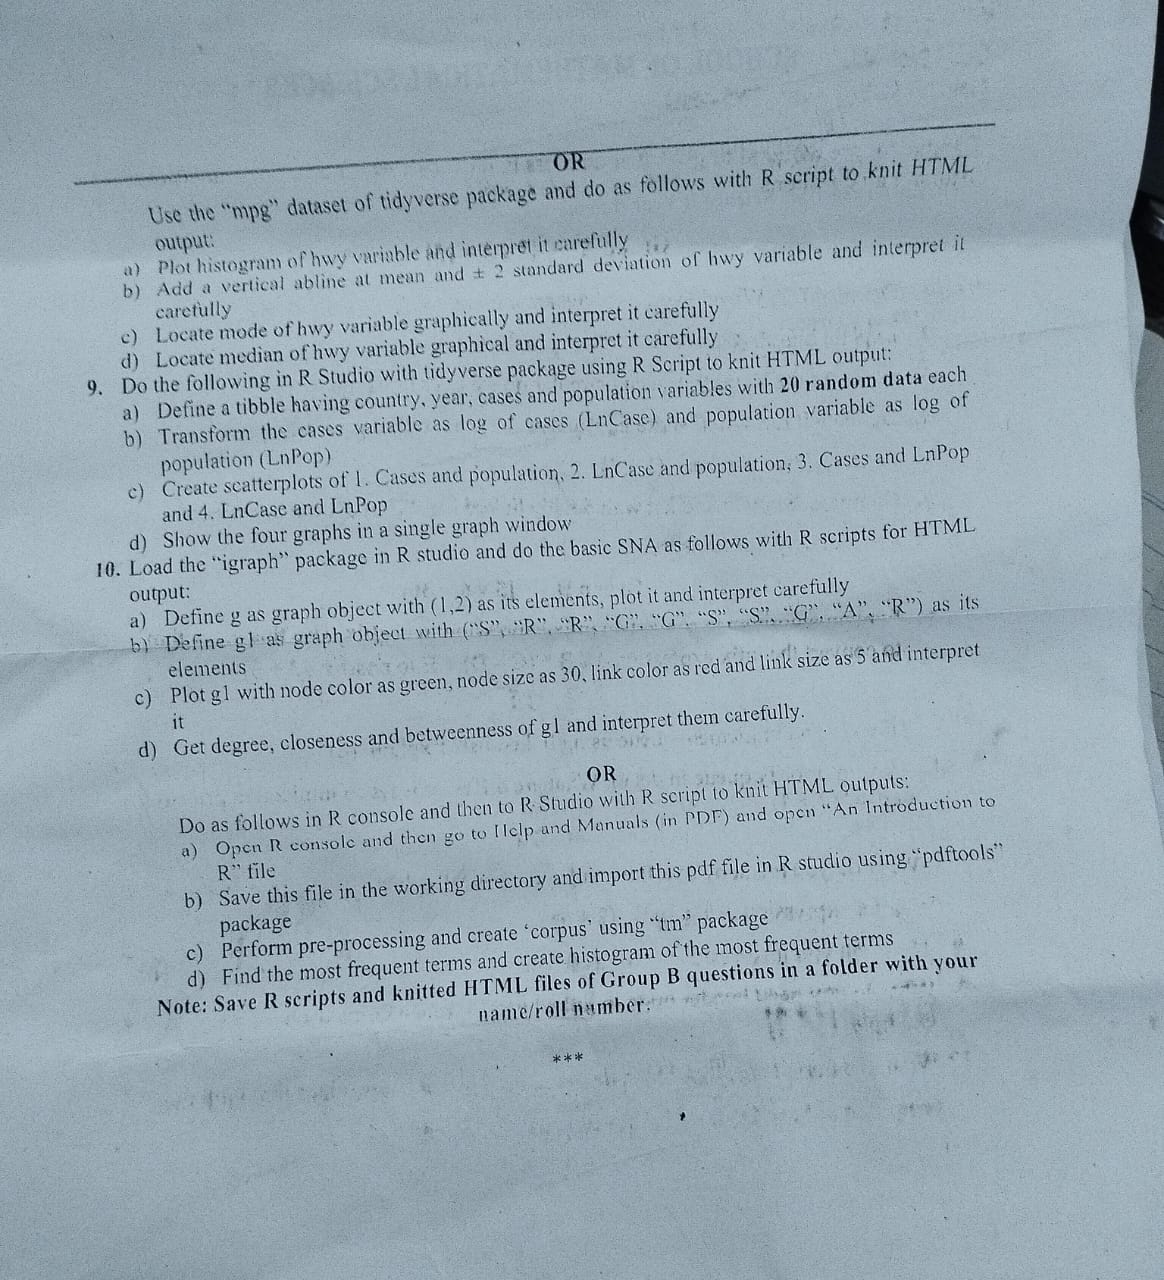 OR
Use the “mpg” dataset of tidyverse package and do as follows with R script to knit HTML
output:
a) Plot histogram of hwy variable and interpret it carefully
b) Add a vertical abline at mean and ± 2 standard deviation of hwy variable and interpret it
carefully
c) Locate mode of hwy variable graphically and interpret it carefully
d) Locate median of hwy variable graphical and interpret it carefully
9. Do the following in R Studio with tidyverse package using R Script to knit HTML output:
a) Define a tibble having country, year, cases and population variables with 20 random data each
b) Transform the cases variable as log of cases (LnCase) and population variable as log of
population (LnPop)
c) Create scatterplots of 1. Cases and population, 2. LnCase and population, 3. Cases and LnPop
and 4. LnCase and LnPop
d) Show the four graphs in a single graph window
10. Load the “igraph” package in R studio and do the basic SNA as follows with R scripts for HTML
output:
a) Define g as graph object with (1,2) as its elements, plot it and interpret carefully
b) Define g1 as graph object with (“S”, “R”, “R”, “G”, “G”, “S”, “S”, “G”, “A”, “R”) as its
elements
c) Plot g1 with node color as green, node size as 30, link color as red and link size as 5 and interpret
it
d) Get degree, closeness and betweenness of g1 and interpret them carefully.
OR
Do as follows in R console and then to R Studio with R script to knit HTML outputs:
a) Open R console and then go to Help and Manuals (in PDF) and open “An Introduction to
R” file
b) Save this file in the working directory and import this pdf file in R studio using “pdftools”
package
c) Perform pre-processing and create ‘corpus’ using “tm” package
d) Find the most frequent terms and create histogram of the most frequent terms
Note: Save R scripts and knitted HTML files of Group B questions in a folder with your
name/roll number.
***